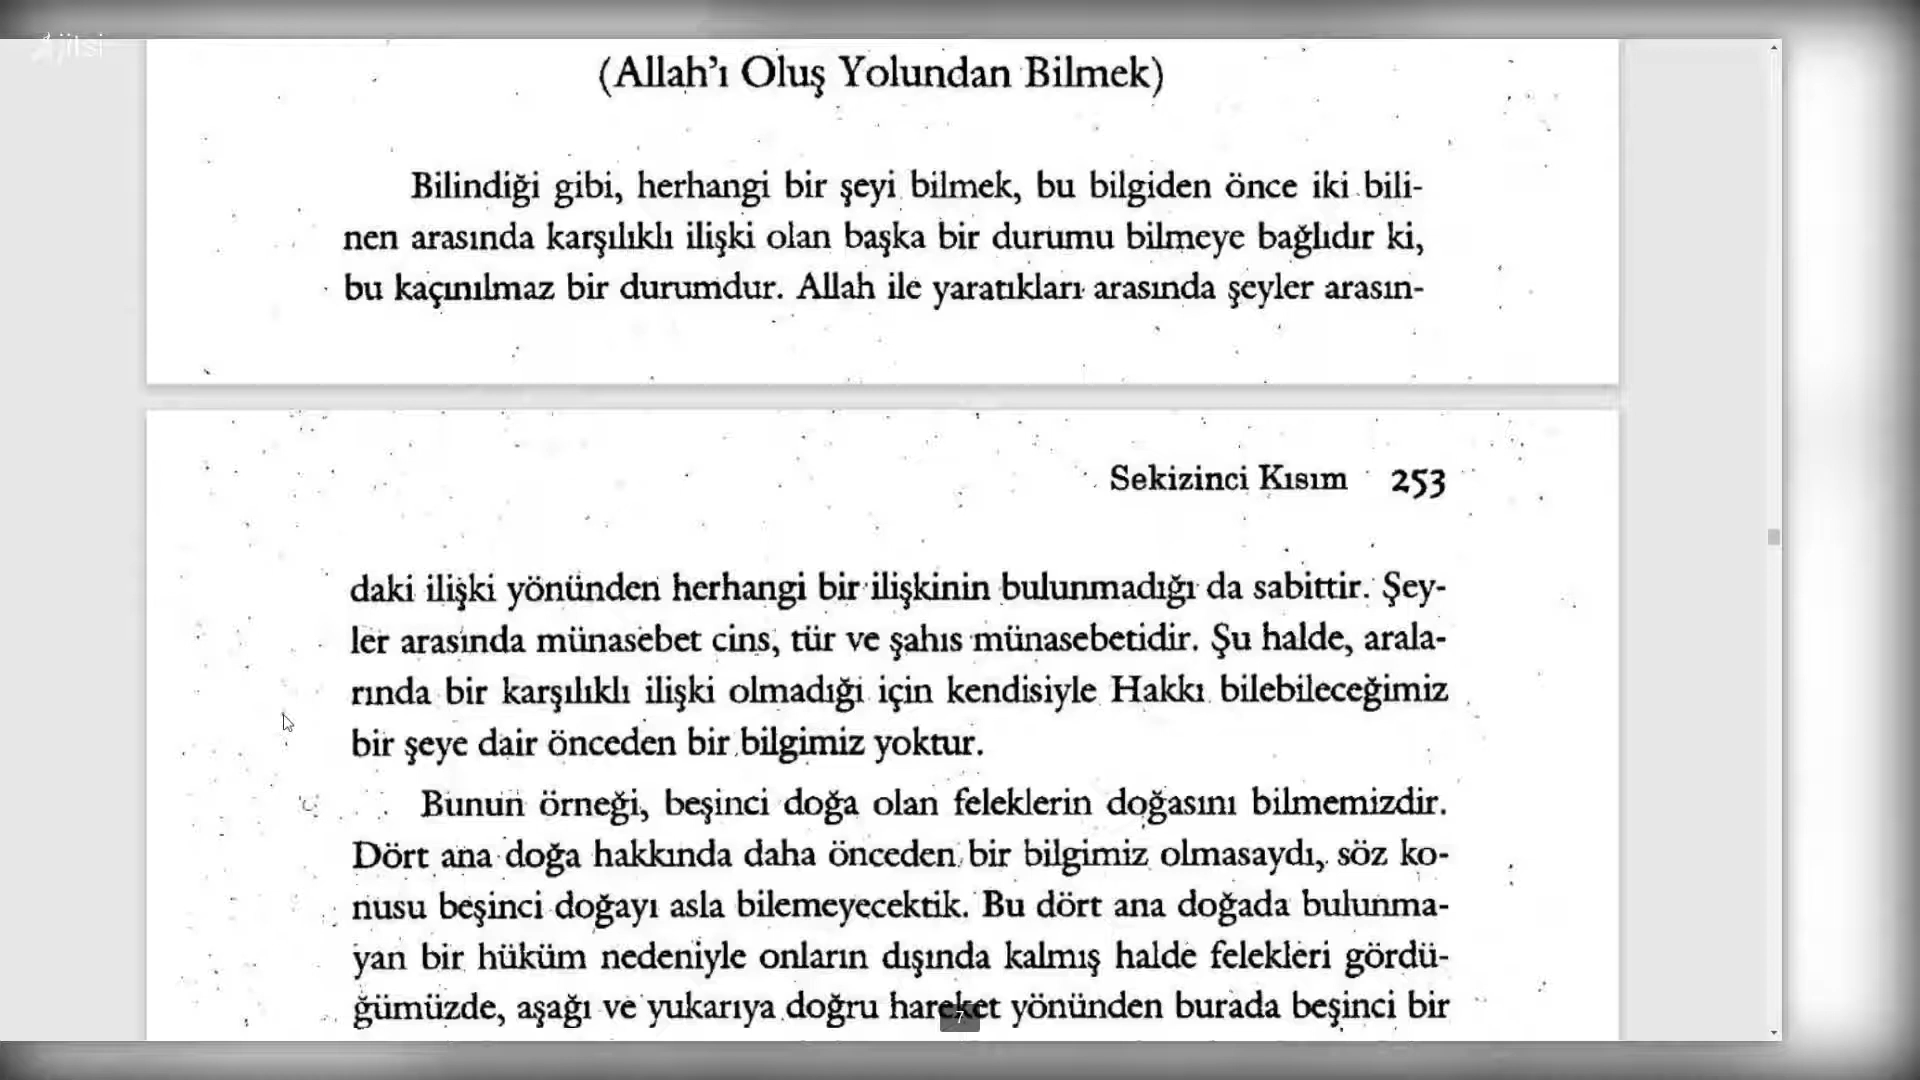 jitsi
(Allah'ı Oluş Yolundan Bilmek)
Bilindiği gibi, herhangi bir şeyi bilmek, bu bilgiden önce iki bili-
nen arasında karşılıklı ilişki olan başka bir durumu bilmeye bağlıdır ki,
bu kaçınılmaz bir durumdur. Allah ile yaratıkları arasında şeyler arasın-
Sekizinci Kısım 253
daki ilişki yönünden herhangi bir ilişkinin bulunmadığı da sabittir. Şey-
ler arasında münasebet cins, tür ve şahıs münasebetidir. Şu halde, arala-
rında bir karşılıklı ilişki olmadığı için kendisiyle Hakkı bilebileceğimiz
bir şeye dair önceden bir bilgimiz yoktur.
Bunun örneği, beşinci doğa olan feleklerin doğasını bilmemizdir.
Dört ana doğa hakkında daha önceden bir bilgimiz olmasaydı, söz ko-
nusu beşinci doğayı asla bilemeyecektik. Bu dört ana doğada bulunma-
yan bir hüküm nedeniyle onların dışında kalmış halde felekleri gördü-
ğümüzde, aşağı ve yukarıya doğru hareket yönünden burada beşinci bir
7